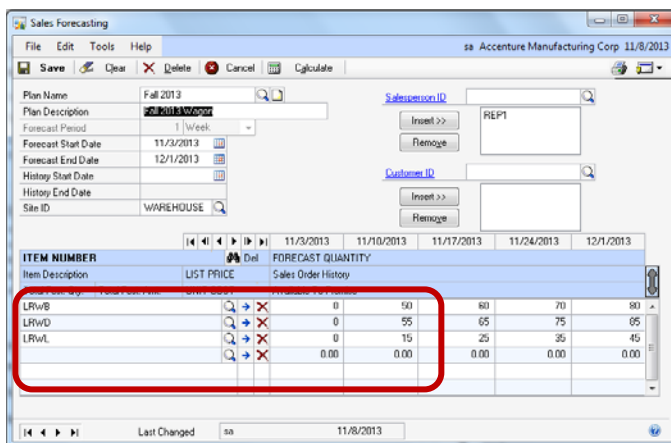 Sales Forecasting
File Edit Tools Help sa Accenture Manufacturing Corp 11/8/2013
Save Clear Delete Cancel Calculate
Plan Name Fall 2013 Salesperson ID
Plan Description Fall 2013 Wagon Insert >> REP1
Forecast Period 1 Week
Forecast Start Date 11/3/2013 Remove
Forecast End Date 12/1/2013
History Start Date Customer ID
History End Date Insert >>
Site ID WAREHOUSE Remove
11/3/2013 11/10/2013 11/17/2013 11/24/2013 12/1/2013
ITEM NUMBER Del FORECAST QUANTITY
Item Description LIST PRICE Sales Order History
LRWB 0 50 60 70 80
LRWD 0 55 65 75 85
LRWL 0 15 25 35 45
0.00 0.00 0.00 0.00 0.00
Last Changed sa 11/8/2013